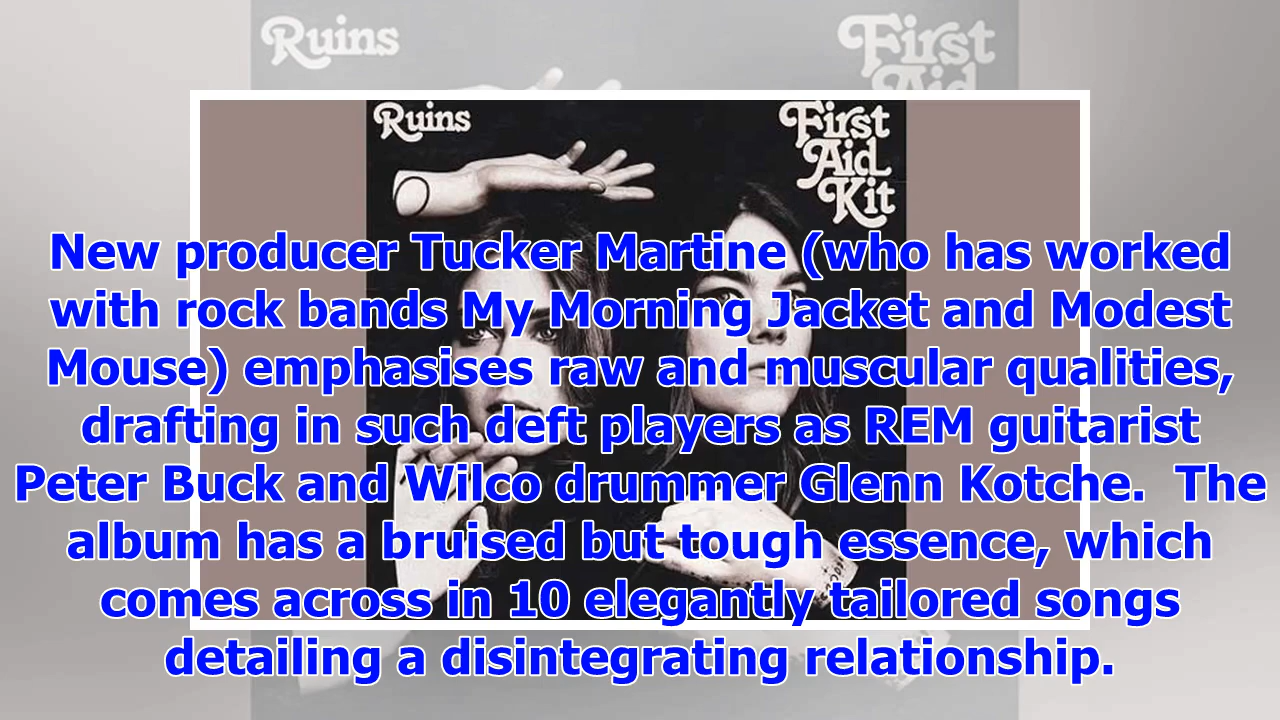 Ruins
First
Aid
Ruins
First
Aid
Kit
New producer Tucker Martine (who has worked
with rock bands My Morning Jacket and Modest
Mouse) emphasises raw and muscular qualities,
drafting in such deft players as REM guitarist
Peter Buck and Wilco drummer Glenn Kotche. The
album has a bruised but tough essence, which
comes across in 10 elegantly tailored songs
detailing a disintegrating relationship.